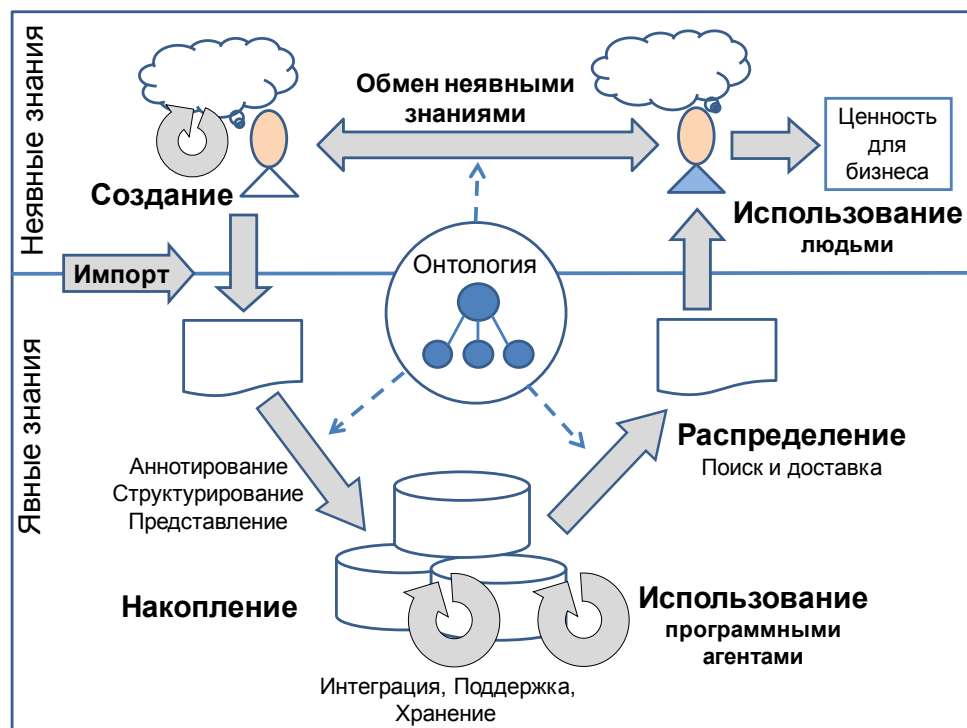 Неявные знания
Обмен неявными
знаниями
Ценность
для
бизнеса
Создание
Использование
людьми
Импорт
Онтология
Явные знания
Распределение
Поиск и доставка
Аннотирование
Структурирование
Представление
Накопление
Использование
программными
агентами
Интеграция, Поддержка,
Хранение